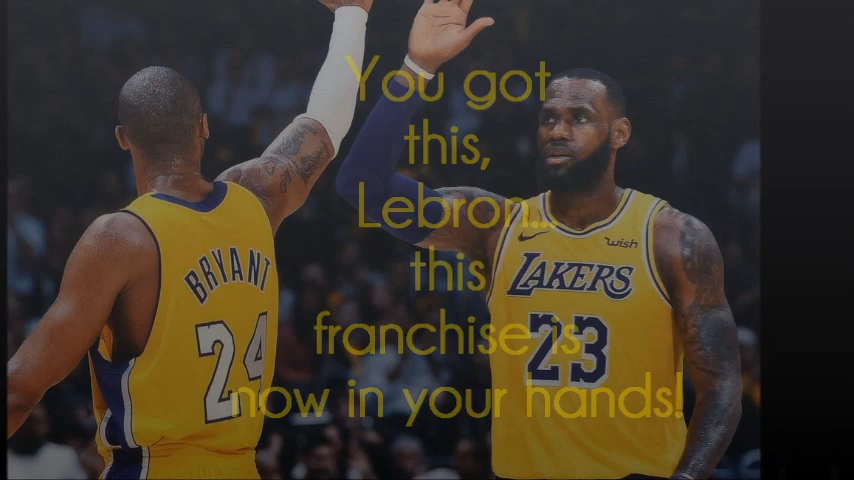 You got
this,
Lebron...
this
franchise is
now in your hands!
BRYANT
24
wish
LAKERS
23